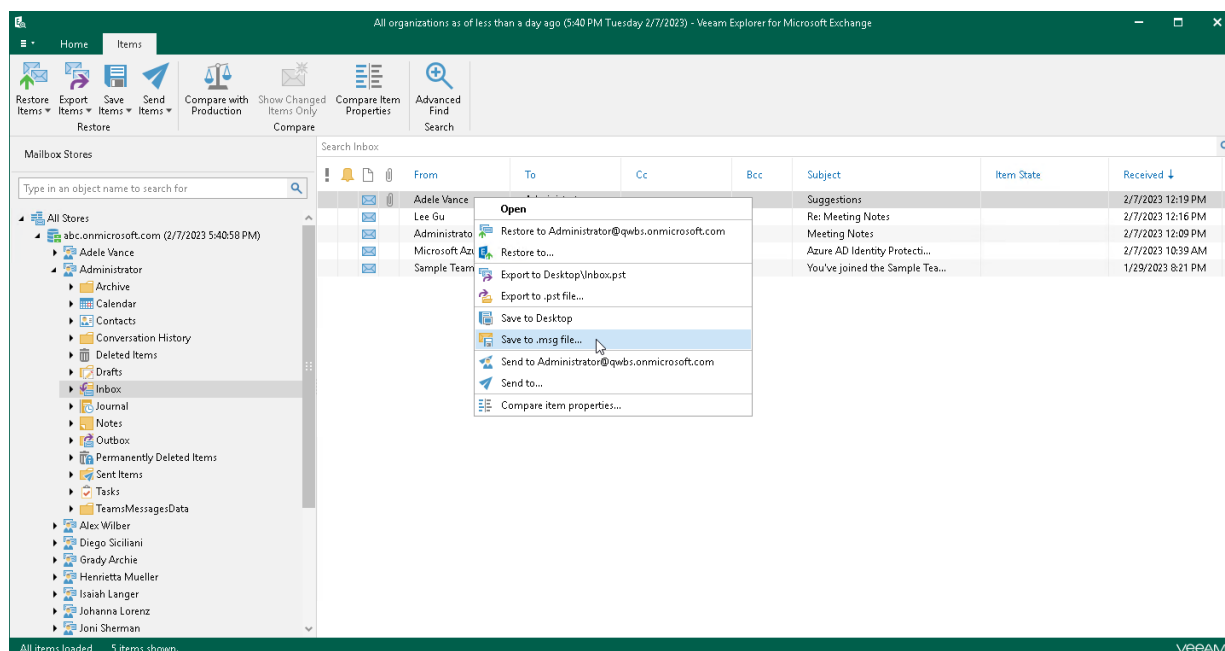 All organizations as of less than a day ago (5:40 PM Tuesday 2/7/2023) - Veeam Explorer for Microsoft Exchange
Home Items
Restore Items Export Items Save Items Send Items Compare with Production Show Changed Items Only Compare Item Properties Advanced Find
Restore Compare Search
Mailbox Stores
Search Inbox
From To Cc Bcc Subject Item State Received
Type in an object name to search for
Adele Vance Suggestions 2/7/2023 12:19 PM
Lee Gu Re: Meeting Notes 2/7/2023 12:16 PM
Administrato Meeting Notes 2/7/2023 12:09 PM
Microsoft Azu Azure AD Identity Protecti... 2/7/2023 10:39 AM
Sample Team You've joined the Sample Tea... 1/29/2023 8:21 PM
Open
Restore to Administrator@qwbs.onmicrosoft.com
Restore to...
Export to Desktop\Inbox.pst
Export to .pst file...
Save to Desktop
Save to .msg file...
Send to Administrator@qwbs.onmicrosoft.com
Send to...
Compare item properties...
All Stores
abc.onmicrosoft.com (2/7/2023 5:40:58 PM)
Adele Vance
Administrator
Archive
Calendar
Contacts
Conversation History
Deleted Items
Drafts
Inbox
Journal
Notes
Outbox
Permanently Deleted Items
Sent Items
Tasks
TeamsMessagesData
Alex Wilber
Diego Siciliani
Grady Archie
Henrietta Mueller
Isaiah Langer
Johanna Lorenz
Joni Sherman
All items loaded 5 items shown.
veeAM